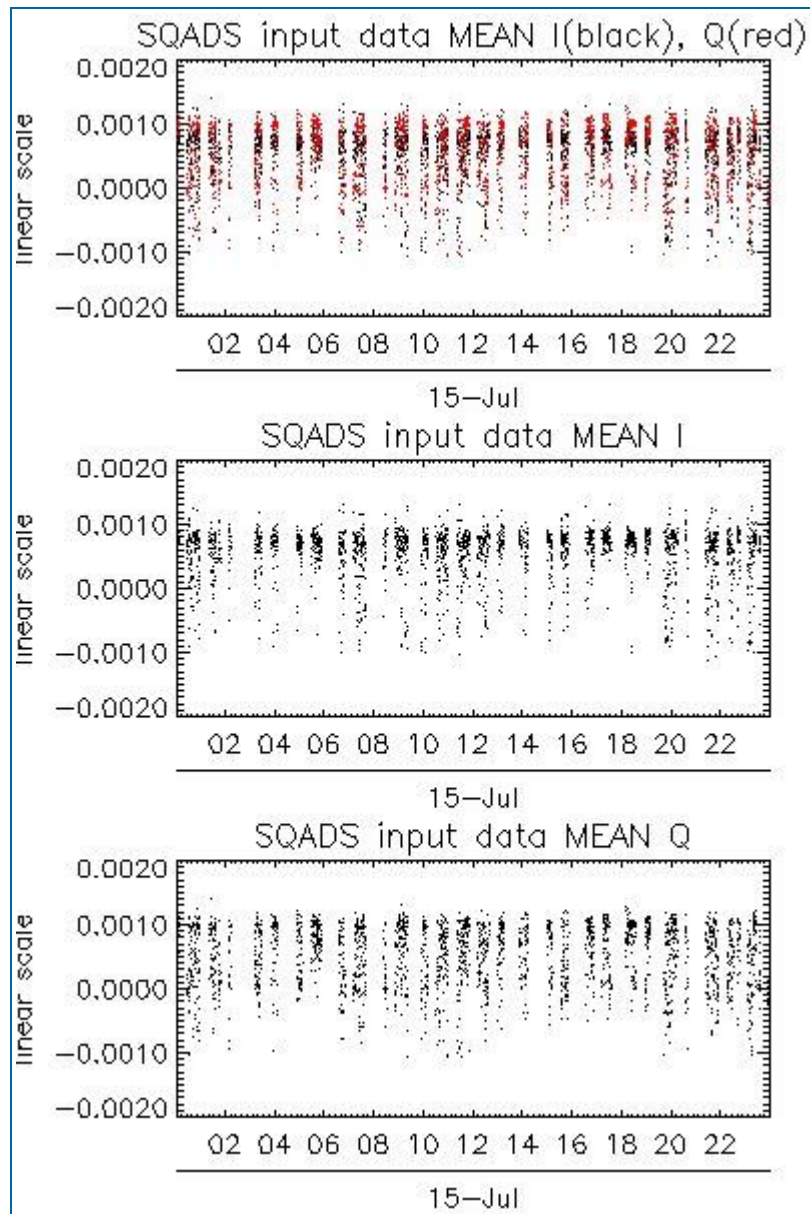 SQADS input data MEAN I(black), Q(red)
0.0020
0.0010
0.0000
−0.0010
−0.0020
linear scale
02 04 06 08 10 12 14 16 18 20 22
15−Jul
SQADS input data MEAN I
0.0020
0.0010
0.0000
−0.0010
−0.0020
linear scale
02 04 06 08 10 12 14 16 18 20 22
15−Jul
SQADS input data MEAN Q
0.0020
0.0010
0.0000
−0.0010
−0.0020
linear scale
02 04 06 08 10 12 14 16 18 20 22
15−Jul